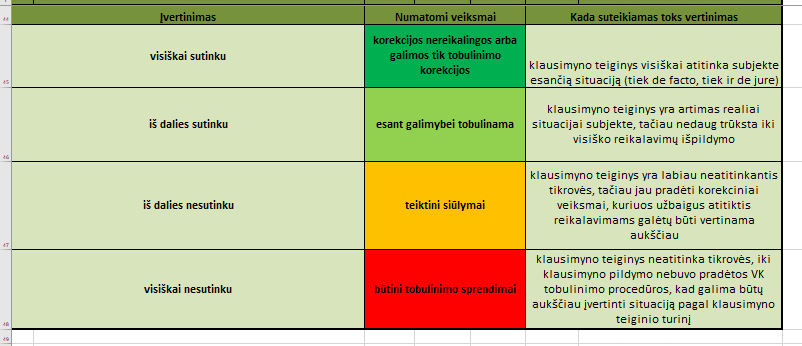 Įvertinimas
Numatomi veiksmai
Kada suteikiamas toks vertinimas
visiškai sutinku
korekcijos nereikalingos arba
galimos tik tobulinimo
korekcijos
klausimyno teiginys visiškai atitinka subjekte
esančią situaciją (tiek de facto, tiek ir de jure)
iš dalies sutinku
esant galimybei tobulinama
klausimyno teiginys yra artimas realiai
situacijai subjekte, tačiau nedaug trūksta iki
visiško reikalavimų išpildymo
iš dalies nesutinku
teiktini siūlymai
klausimyno teiginys yra labiau neatitinkantis
tikrovės, tačiau jau pradėti korekciniai
veiksmai, kuriuos užbaigus atitiktis
reikalavimams galėtų būti vertinama
aukščiau
visiškai nesutinku
būtini tobulinimo sprendimai
klausimyno teiginys neatitinka tikrovės, iki
klausimyno pildymo nebuvo pradėtos VK
tobulinimo procedūros, kad galima būtų
aukščiau įvertinti situaciją pagal klausimyno
teiginio turinį